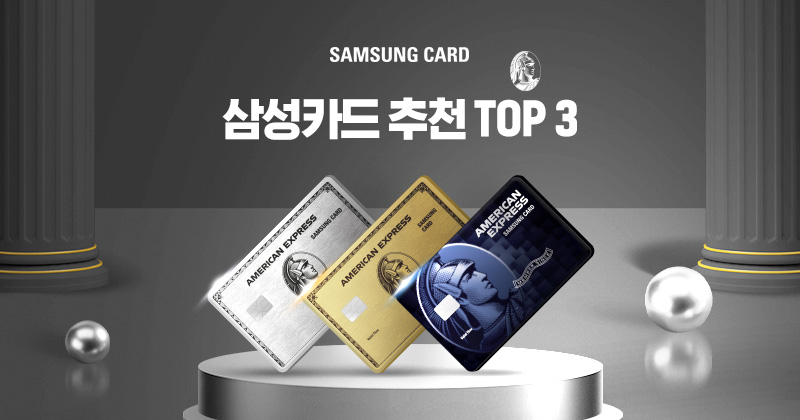 SAMSUNG CARD
삼성카드 추천 TOP 3
AMERICAN EXPRESS
SAMSUNG CARD
AMERICAN EXPRESS
SAMSUNG
CARD
AMERICAN
EXPRESS
SAMSUNG CARD